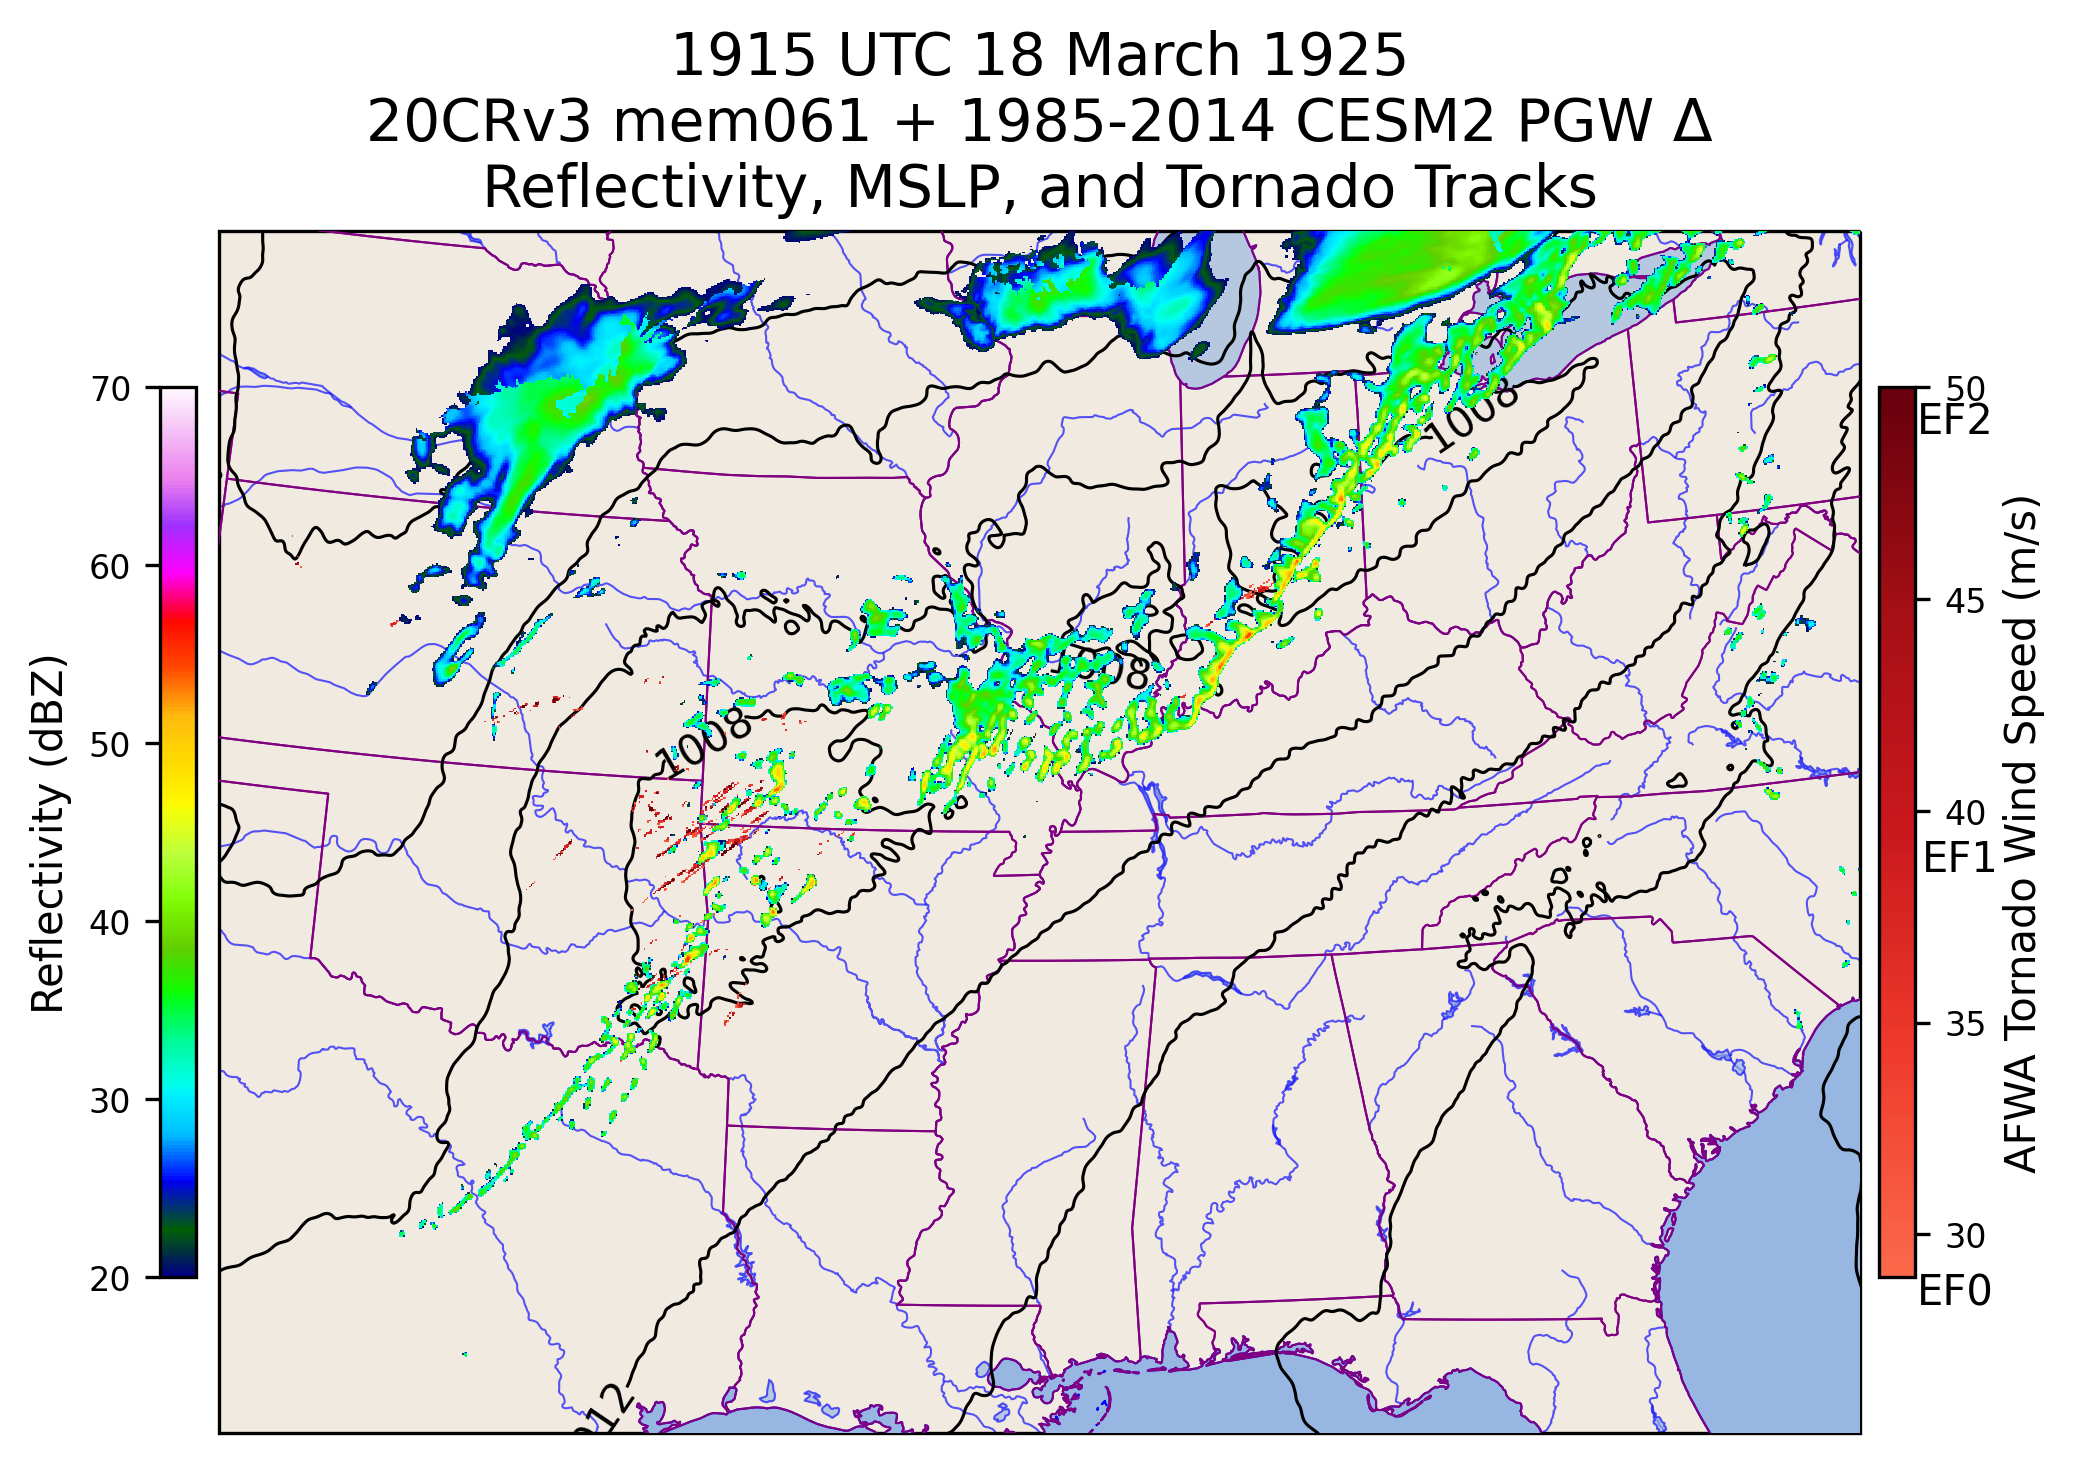 1915 UTC 18 March 1925
20CRv3 mem061 + 1985-2014 CESM2 PGW Δ
Reflectivity, MSLP, and Tornado Tracks
70
60
50
40
30
20
Reflectivity (dBZ)
1008
1008
50
EF2
45
40
EF1
35
30
EF0
AFWA Tornado Wind Speed (m/s)